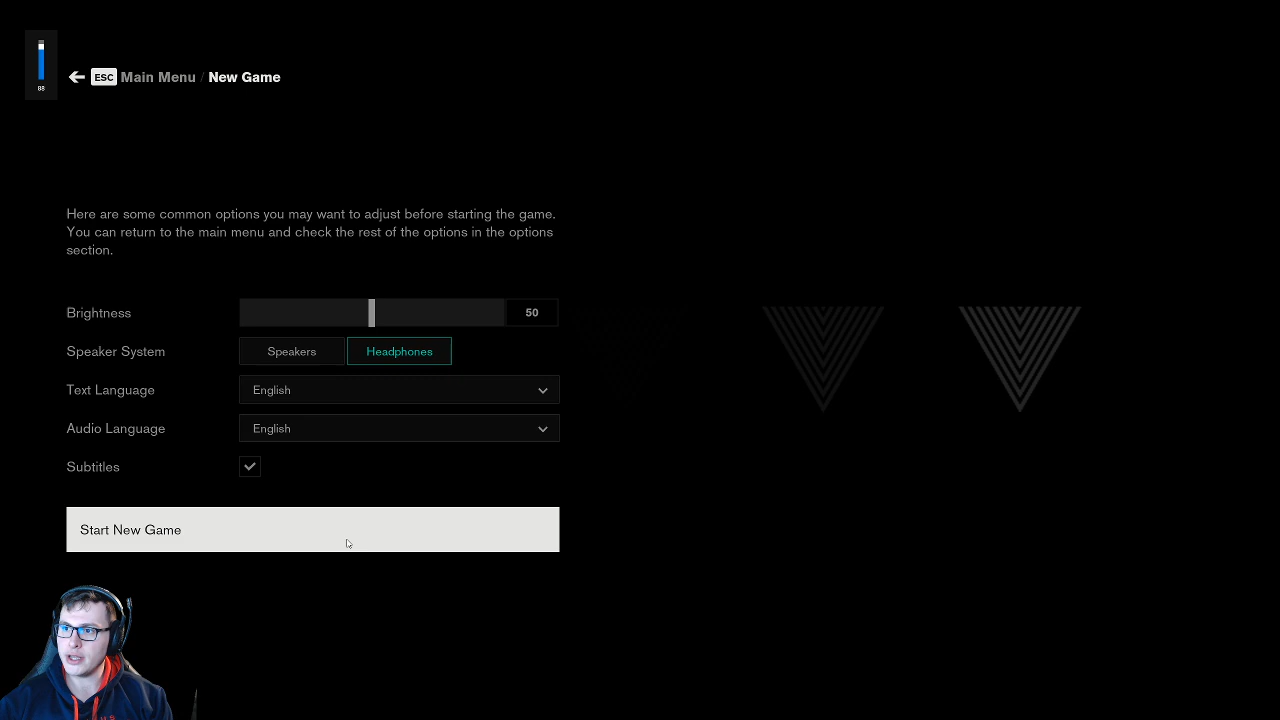 88
ESC Main Menu / New Game
Here are some common options you may want to adjust before starting the game.
You can return to the main menu and check the rest of the options in the options
section.
Brightness 50
Speaker System Speakers Headphones
Text Language English
Audio Language English
Subtitles
Start New Game